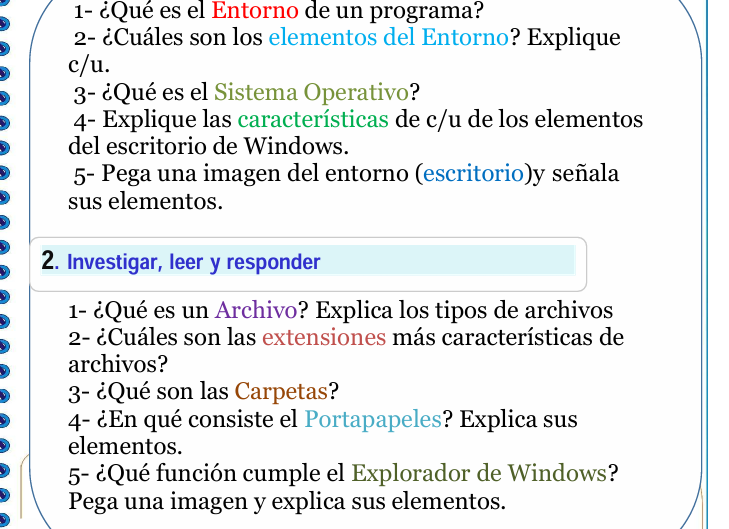 1- ¿Qué es el Entorno de un programa?
2- ¿Cuáles son los elementos del Entorno? Explique
c/u.
3- ¿Qué es el Sistema Operativo?
4- Explique las características de c/u de los elementos
del escritorio de Windows.
5- Pega una imagen del entorno (escritorio)y señala
sus elementos.
2. Investigar, leer y responder
1- ¿Qué es un Archivo? Explica los tipos de archivos
2- ¿Cuáles son las extensiones más características de
archivos?
3- ¿Qué son las Carpetas?
4- ¿En qué consiste el Portapapeles? Explica sus
elementos.
5- ¿Qué función cumple el Explorador de Windows?
Pega una imagen y explica sus elementos.